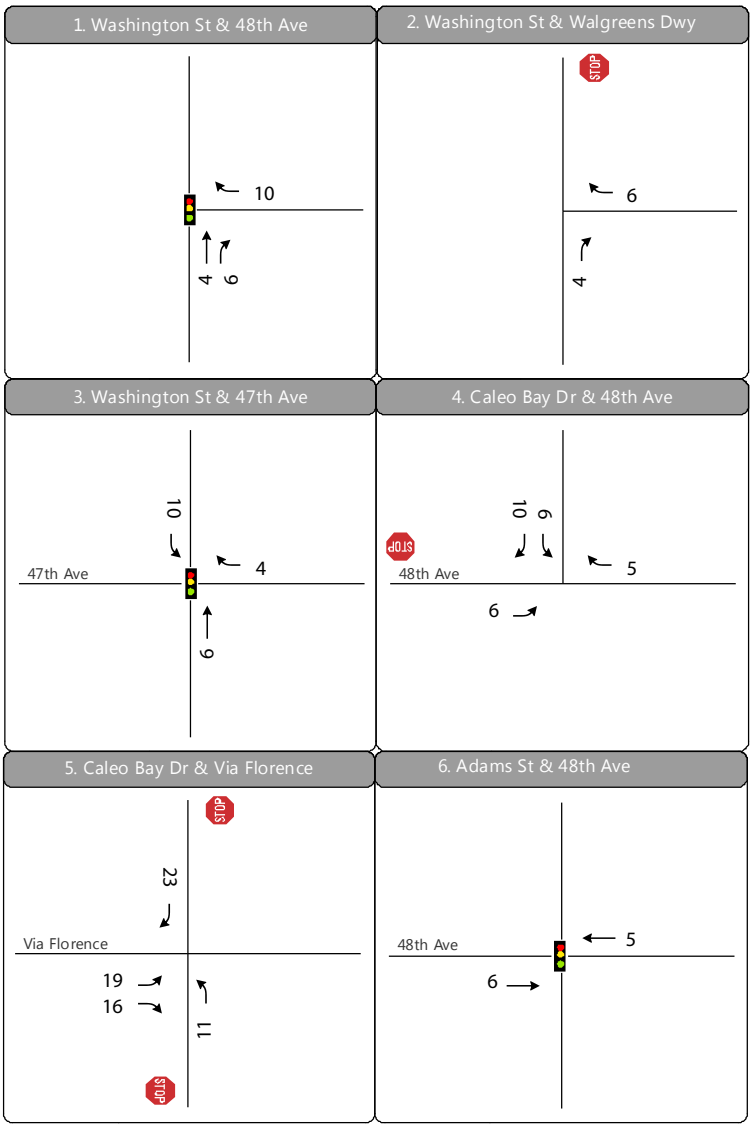 1. Washington St & 48th Ave
10
4
6
2. Washington St & Walgreens Dwy
STOP
6
4
3. Washington St & 47th Ave
10
47th Ave
4
6
4. Caleo Bay Dr & 48th Ave
10
6
STOP
48th Ave
5
6
5. Caleo Bay Dr & Via Florence
STOP
23
Via Florence
19
16
11
STOP
6. Adams St & 48th Ave
48th Ave
5
6